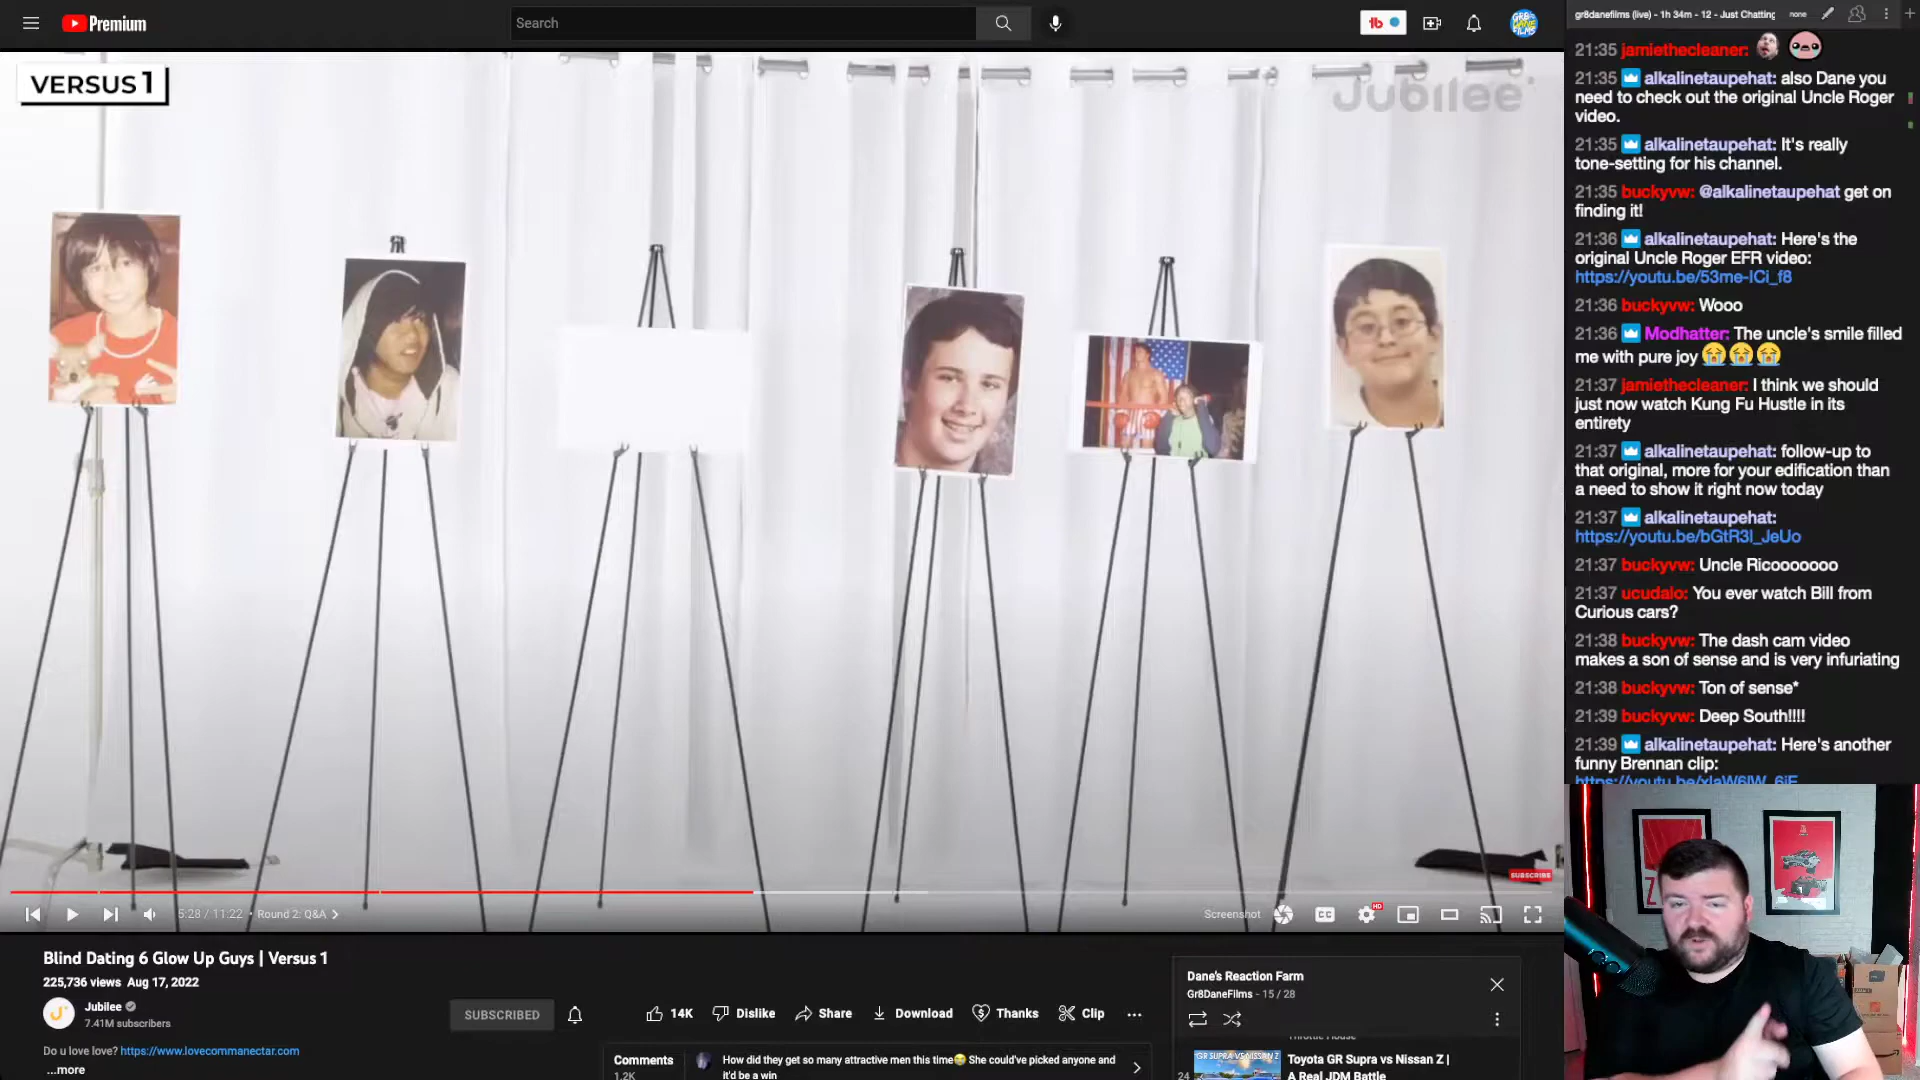 Premium
Search
VERSUS 1
Jubilee
SUBSCRIBE
5:28 / 11:22 • Round 2: Q&A
Screenshot
CC
HD
Blind Dating 6 Glow Up Guys | Versus 1
225,736 views Aug 17, 2022
Jubilee
7.41M subscribers
SUBSCRIBED
14K
Dislike
Share
Download
Thanks
Clip
Do u love love? https://www.lovecommanectar.com
...more
Comments
1.2K
How did they get so many attractive men this time😂 She could've picked anyone and
it'd be a win
Dane's Reaction Farm
Gr8DaneFilms - 15 / 28
24
Toyota GR Supra vs Nissan Z |
A Real JDM Battle
gr8danefilms (live) - 1h 34m - 12 - Just Chatting
none
21:35 jamiethecleaner:
21:35 alkalinetaupehat: also Dane you
need to check out the original Uncle Roger
video.
21:35 alkalinetaupehat: It's really
tone-setting for his channel.
21:35 buckyvw: @alkalinetaupehat get on
finding it!
21:36 alkalinetaupehat: Here's the
original Uncle Roger EFR video:
https://youtu.be/53me-ICi_f8
21:36 buckyvw: Wooo
21:36 Modhatter: The uncle's smile filled
me with pure joy 😭😭😭
21:37 jamiethecleaner: I think we should
just now watch Kung Fu Hustle in its
entirety
21:37 alkalinetaupehat: follow-up to
that original, more for your edification than
a need to show it right now today
21:37 alkalinetaupehat:
https://youtu.be/bGtR3l_JeUo
21:37 buckyvw: Uncle Ricooooooo
21:37 ucudalo: You ever watch Bill from
Curious cars?
21:38 buckyvw: The dash cam video
makes a son of sense and is very infuriating
21:38 buckyvw: Ton of sense*
21:39 buckyvw: Deep South!!!!
21:39 alkalinetaupehat: Here's another
funny Brennan clip: